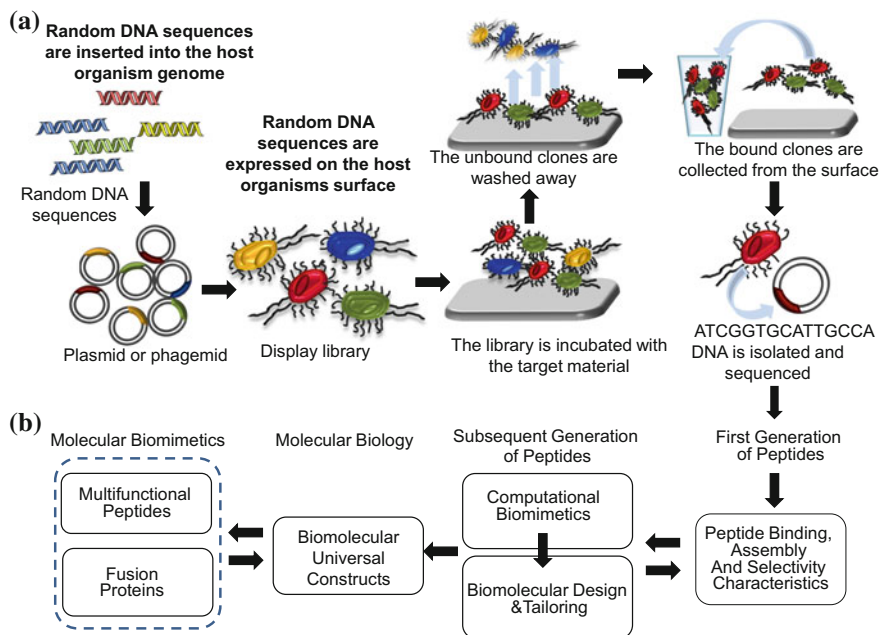 (a)
Random DNA sequences
are inserted into the host
organism genome
Random DNA
sequences
Plasmid or phagemid
Random DNA
sequences are
expressed on the host
organisms surface
Display library
The library is incubated with
the target material
The unbound clones are
washed away
The bound clones are
collected from the surface
ATCGGTGCATTGCCA
DNA is isolated and
sequenced
(b)
Molecular Biomimetics
Multifunctional
Peptides
Fusion
Proteins
Molecular Biology
Biomolecular
Universal
Constructs
Subsequent Generation
of Peptides
Computational
Biomimetics
Biomolecular Design
&Tailoring
First Generation
of Peptides
Peptide Binding,
Assembly
And Selectivity
Characteristics